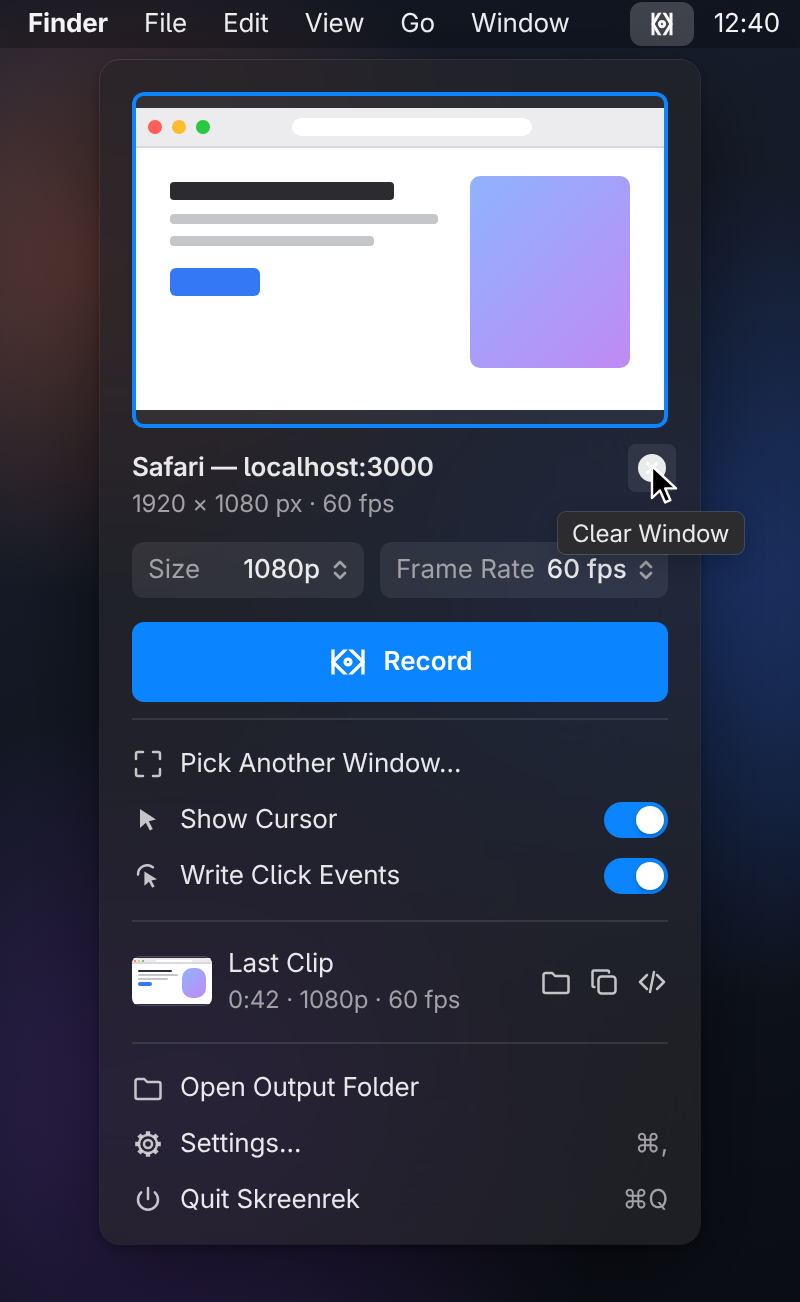 Finder File Edit View Go Window 12:40
Safari — localhost:3000
1920 × 1080 px · 60 fps
Clear Window
Size 1080p Frame Rate 60 fps
Record
Pick Another Window...
Show Cursor
Write Click Events
Last Clip
0:42 · 1080p · 60 fps
Open Output Folder
Settings... ⌘,
Quit Skreenrek ⌘Q